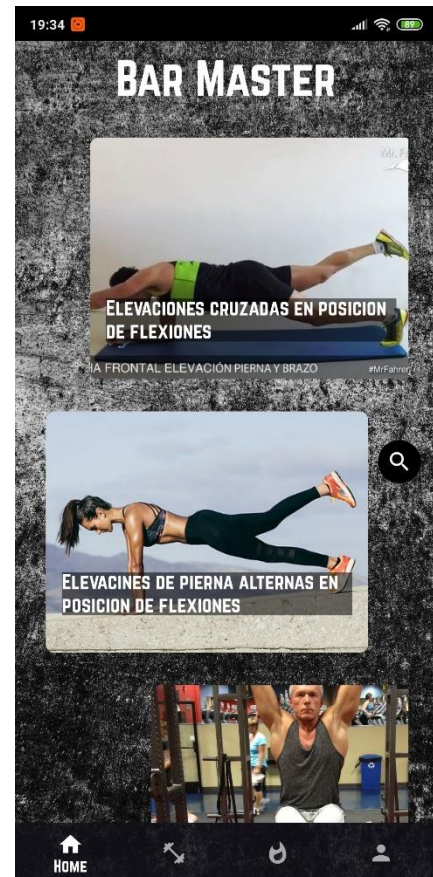 19:34
89
BAR MASTER
Mr. F
ELEVACIONES CRUZADAS EN POSICION
DE FLEXIONES
IA FRONTAL ELEVACIÓN PIERNA Y BRAZO #MrFahrer
ELEVACINES DE PIERNA ALTERNAS EN
POSICION DE FLEXIONES
HOME